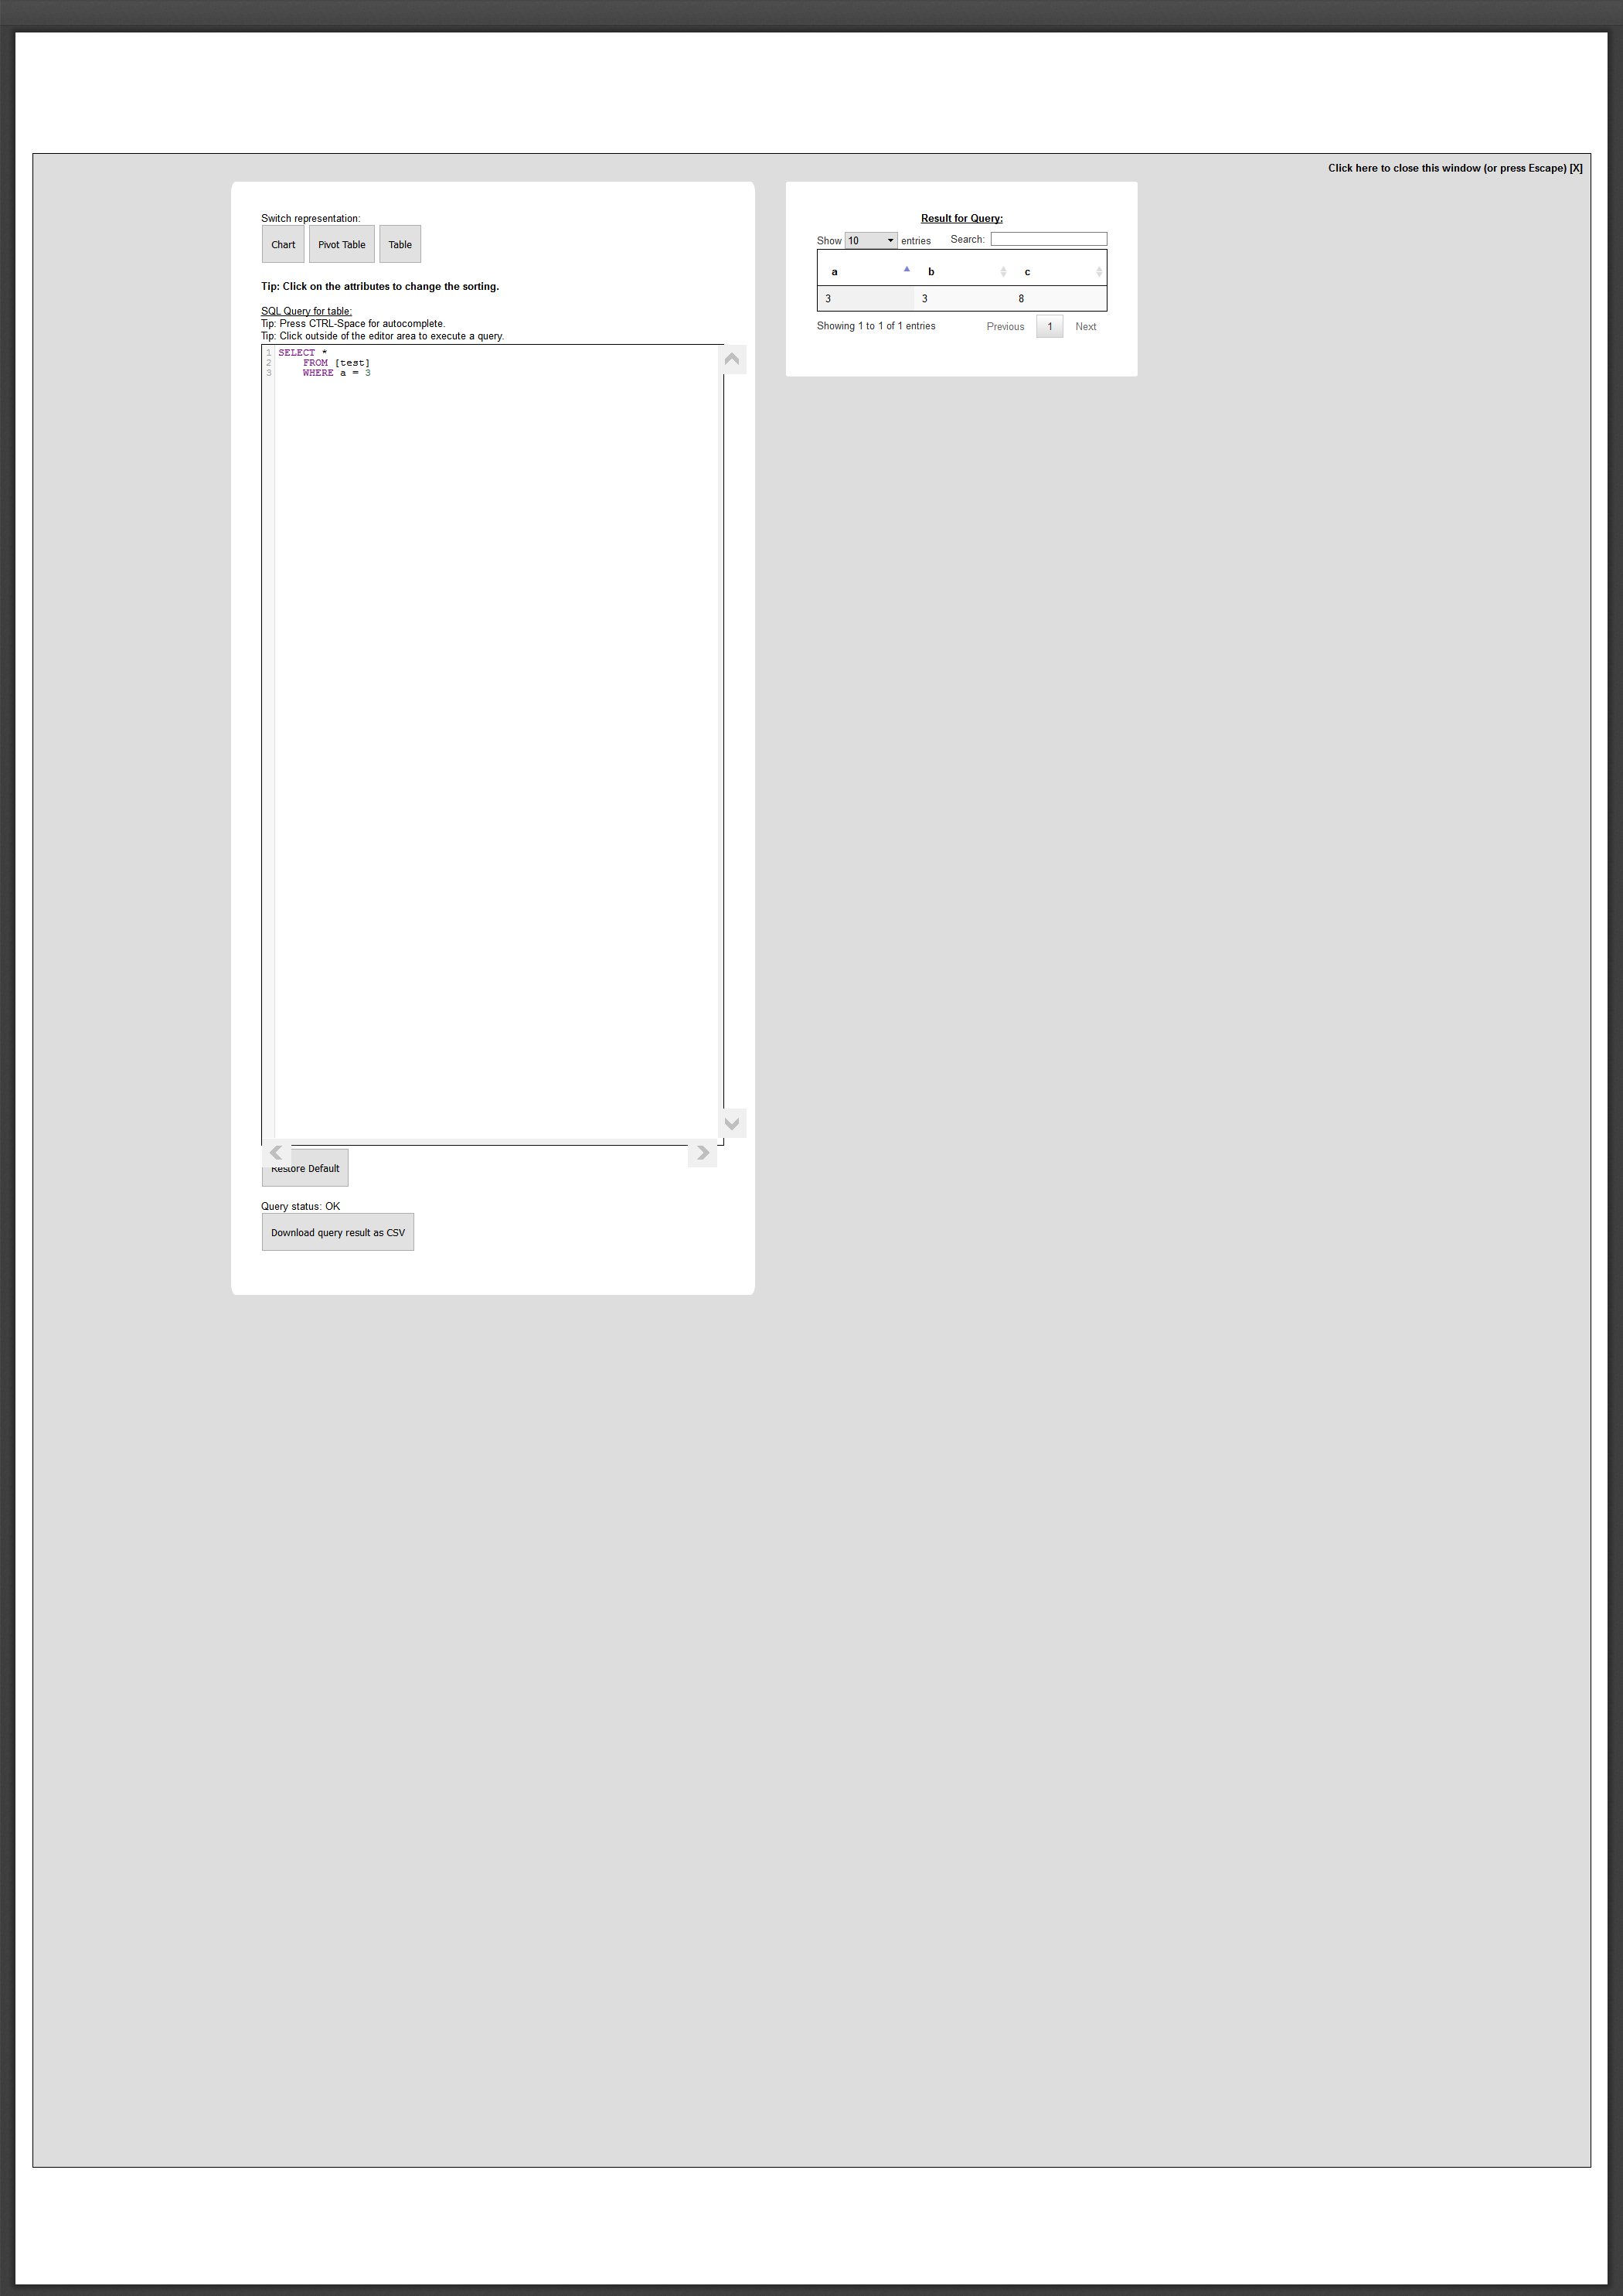 Click here to close this window (or press Escape) [X]
Switch representation:
Chart Pivot Table Table
Tip: Click on the attributes to change the sorting.
SQL Query for table:
Tip: Press CTRL-Space for autocomplete.
Tip: Click outside of the editor area to execute a query.
1 SELECT *
2 FROM [test]
3 WHERE a = 3
Restore Default
Query status: OK
Download query result as CSV
Result for Query:
Show 10 entries Search:
a b c
3 3 8
Showing 1 to 1 of 1 entries Previous 1 Next